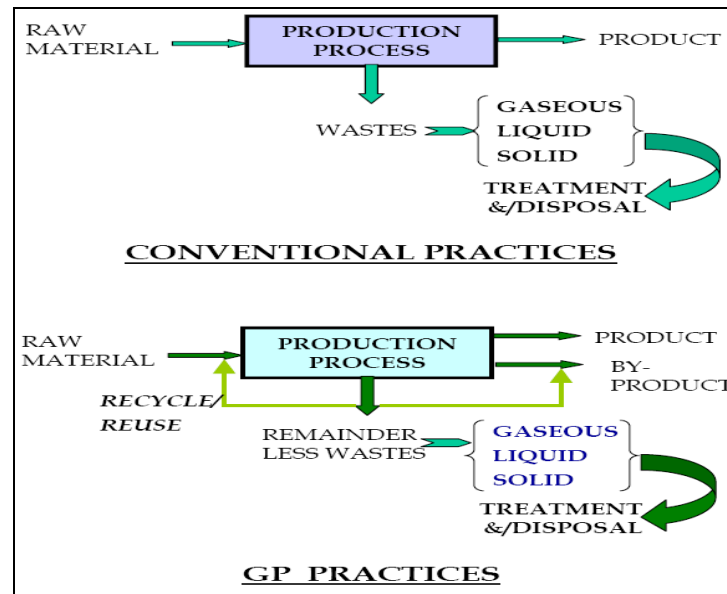 RAW
MATERIAL
PRODUCTION
PROCESS
PRODUCT
WASTES
GASEOUS
LIQUID
SOLID
TREATMENT
&/DISPOSAL
CONVENTIONAL PRACTICES
RAW
MATERIAL
PRODUCTION
PROCESS
PRODUCT
BY-
PRODUCT
RECYCLE/
REUSE
REMAINDER
LESS WASTES
GASEOUS
LIQUID
SOLID
TREATMENT
&/DISPOSAL
GP PRACTICES